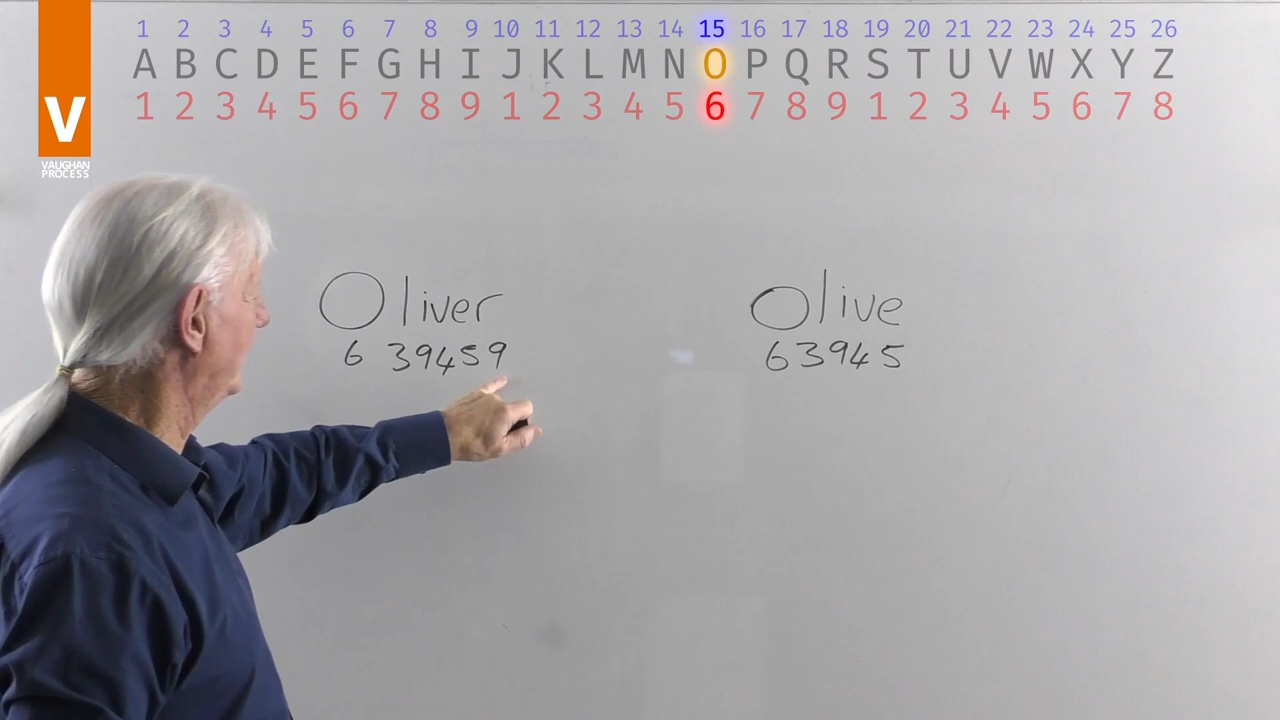 1 2 3 4 5 6 7 8 9 10 11 12 13 14 15 16 17 18 19 20 21 22 23 24 25 26
A B C D E F G H I J K L M N O P Q R S T U V W X Y Z
1 2 3 4 5 6 7 8 9 1 2 3 4 5 6 7 8 9 1 2 3 4 5 6 7 8
V
VAUGHAN
PROCESS
Oliver Olive
6 39459 63945